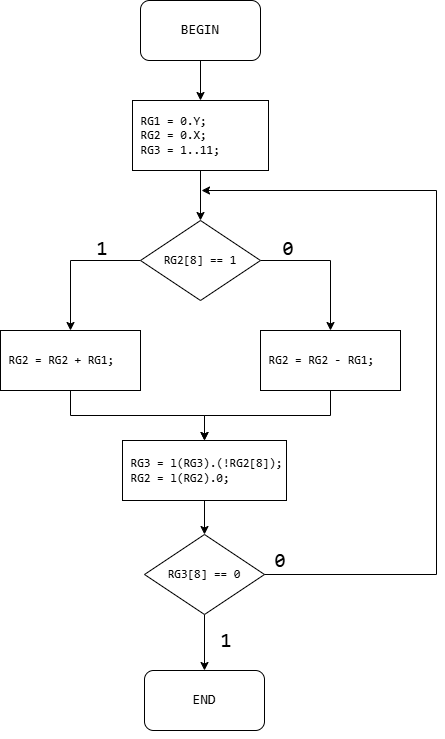 BEGIN
RG1 = 0.Y;
RG2 = 0.X;
RG3 = 1..11;
RG2[8] == 1
1
0
RG2 = RG2 + RG1;
RG2 = RG2 - RG1;
RG3 = l(RG3).(!RG2[8]);
RG2 = l(RG2).0;
RG3[8] == 0
0
1
END